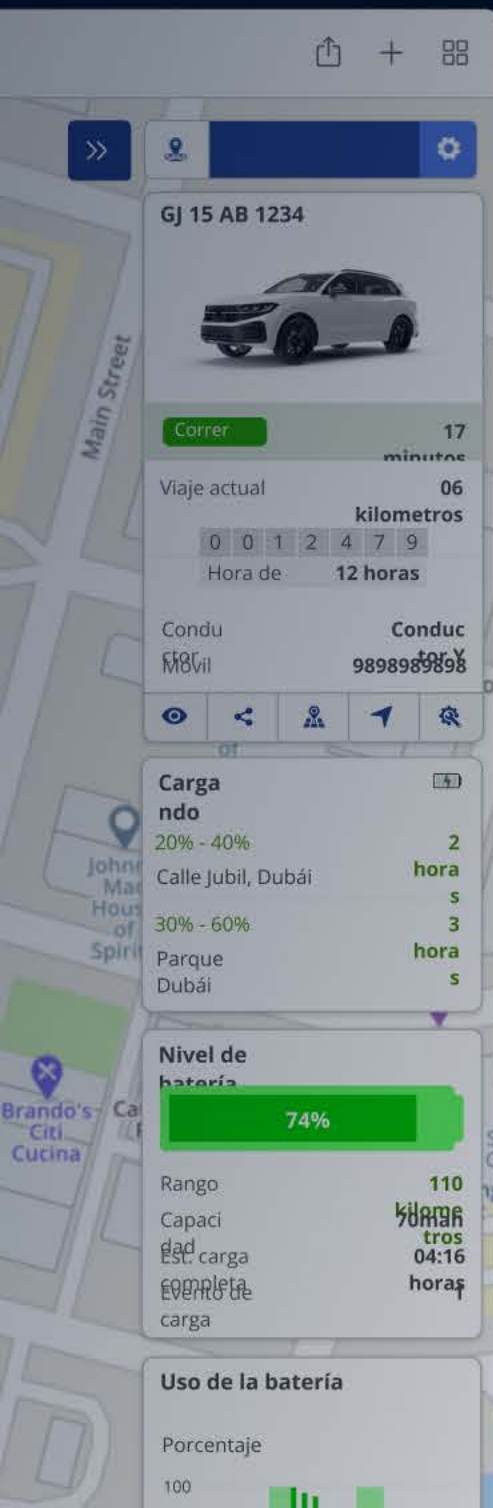 GJ 15 AB 1234
Main Street
Correr
17
minutos
Viaje actual
06
kilometros
0 0 1 2 4 7 9
Hora de
12 horas
Condu
ctor
Conduc
tor Y
Móvil
9898989898
of
Carga
ndo
20% - 40%
2
hora
s
Calle Jubil, Dubái
30% - 60%
3
hora
s
Parque
Dubái
Johnn
Mac
Hous
of
Spirit
Nivel de
batería
74%
Brando's
Citi
Cucina
Ca
Rango
110
kilome
tros
Capaci
dad
70mah
Est. carga
completa
04:16
horas
Evento de
carga
1
Uso de la batería
Porcentaje
100